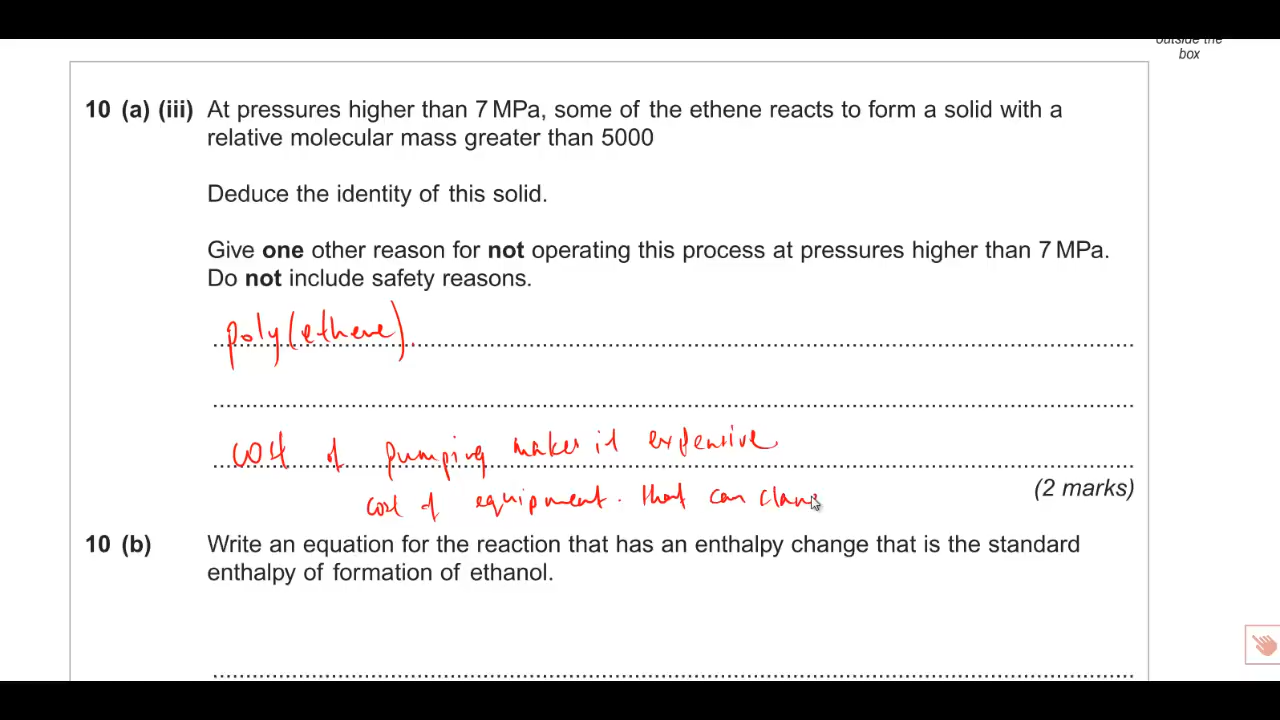 outside the
box
10 (a) (iii) At pressures higher than 7 MPa, some of the ethene reacts to form a solid with a
relative molecular mass greater than 5000
Deduce the identity of this solid.
Give one other reason for not operating this process at pressures higher than 7 MPa.
Do not include safety reasons.
poly(ethene).
cost of pumping makes it expensive
(2 marks)
cost of equipment. that can
10 (b) Write an equation for the reaction that has an enthalpy change that is the standard
enthalpy of formation of ethanol.